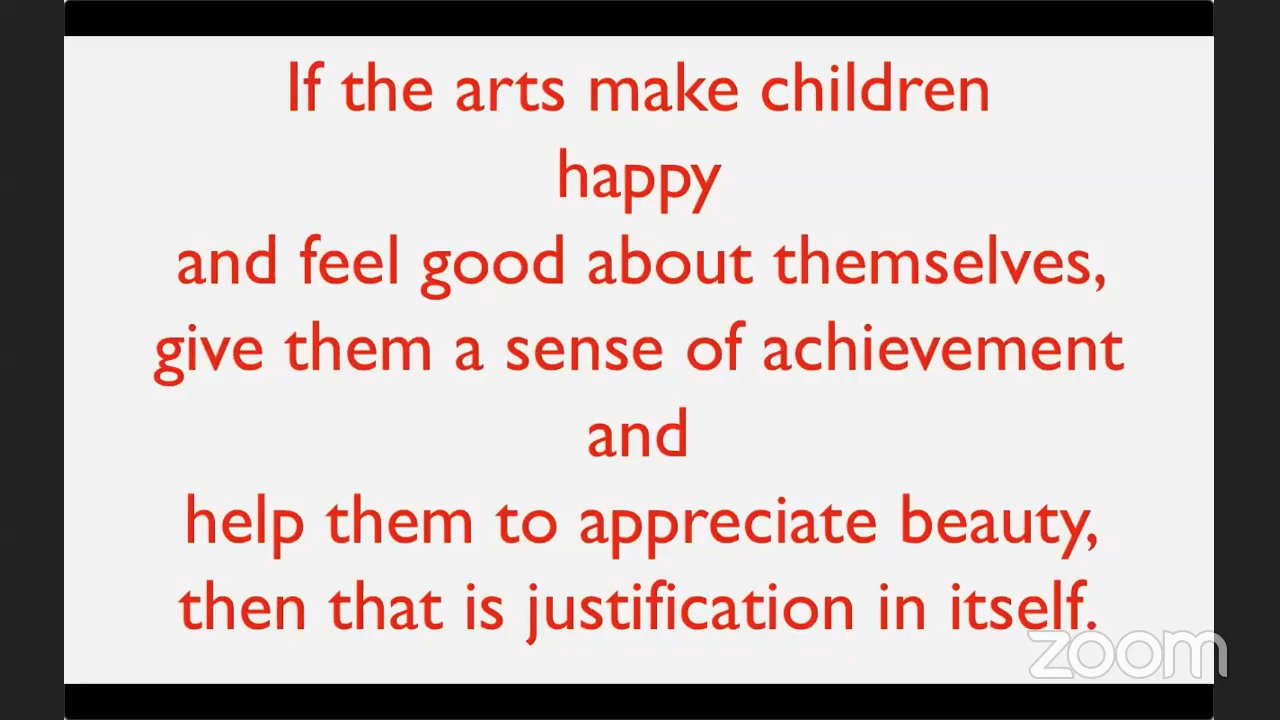 If the arts make children
happy
and feel good about themselves,
give them a sense of achievement
and
help them to appreciate beauty,
then that is justification in itself.
zoom